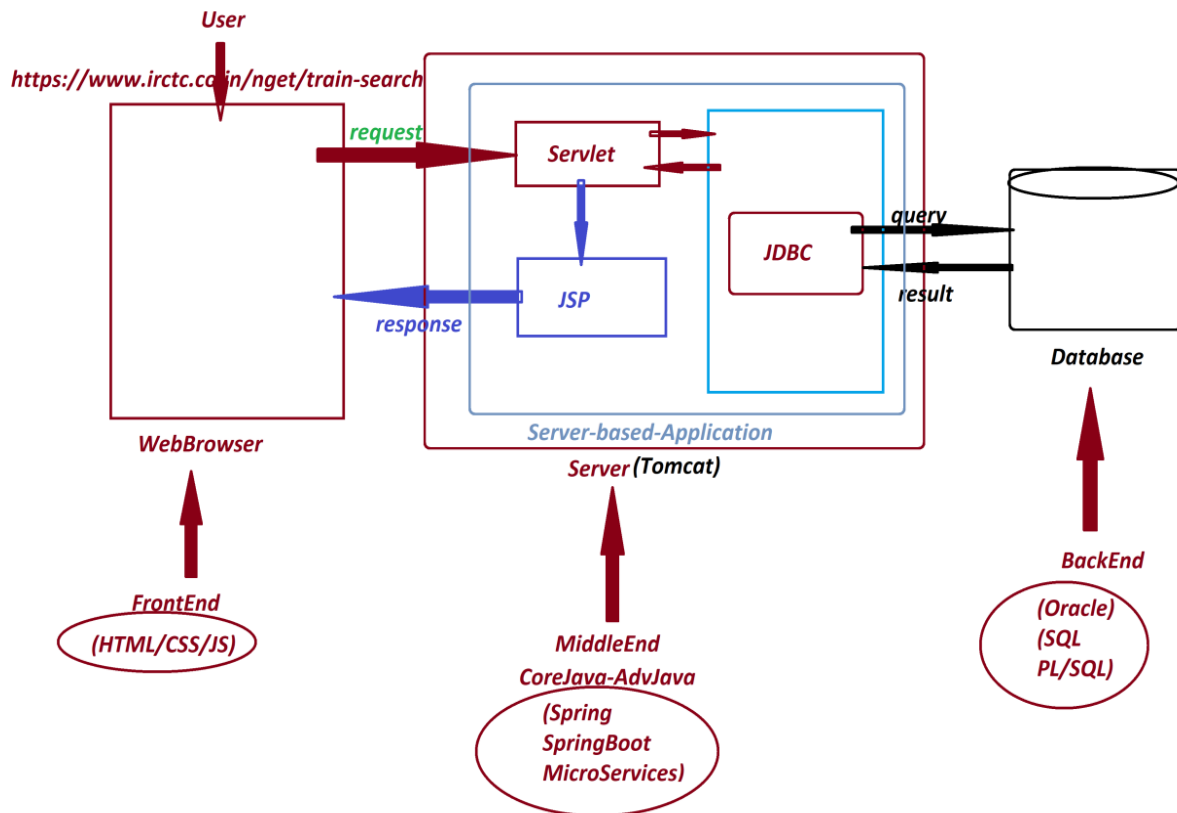 User
https://www.irctc.co.in/nget/train-search
request
Servlet
query
JDBC
JSP
result
response
Database
Server-based-Application
WebBrowser
Server (Tomcat)
BackEnd
FrontEnd
(Oracle)
(HTML/CSS/JS)
(SQL
MiddleEnd
PL/SQL)
CoreJava-AdvJava
(Spring
SpringBoot
MicroServices)